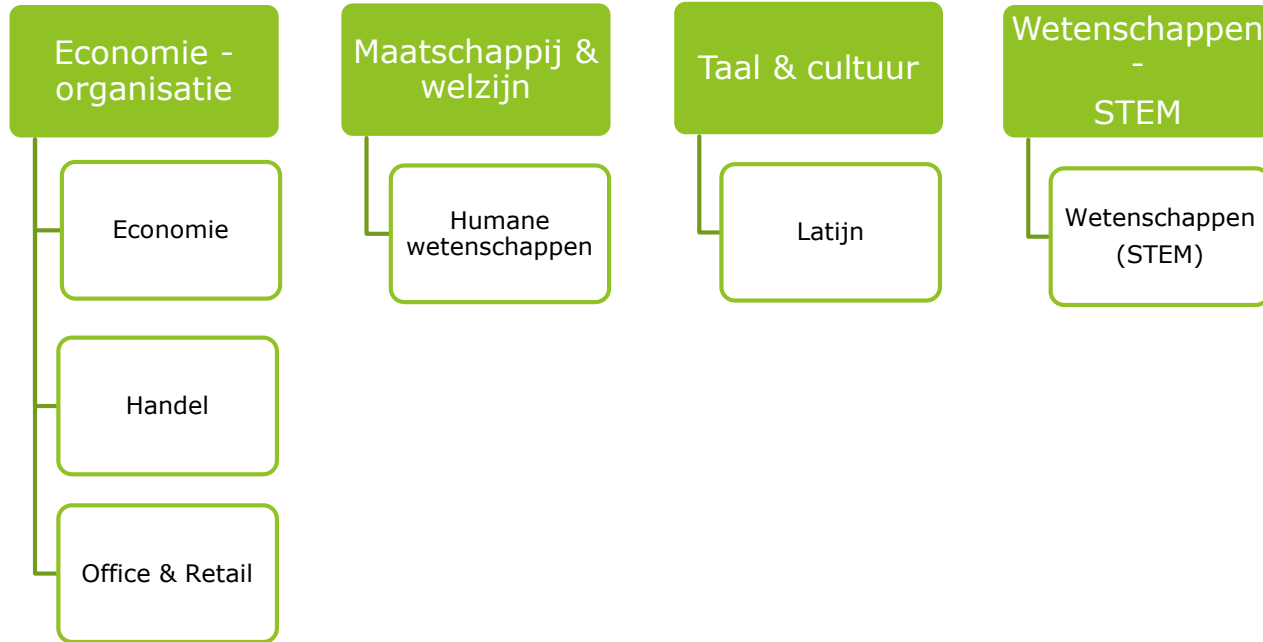 Economie -
organisatie
Economie
Handel
Office & Retail
Maatschappij &
welzijn
Humane
wetenschappen
Taal & cultuur
Latijn
Wetenschappen
-
STEM
Wetenschappen
(STEM)